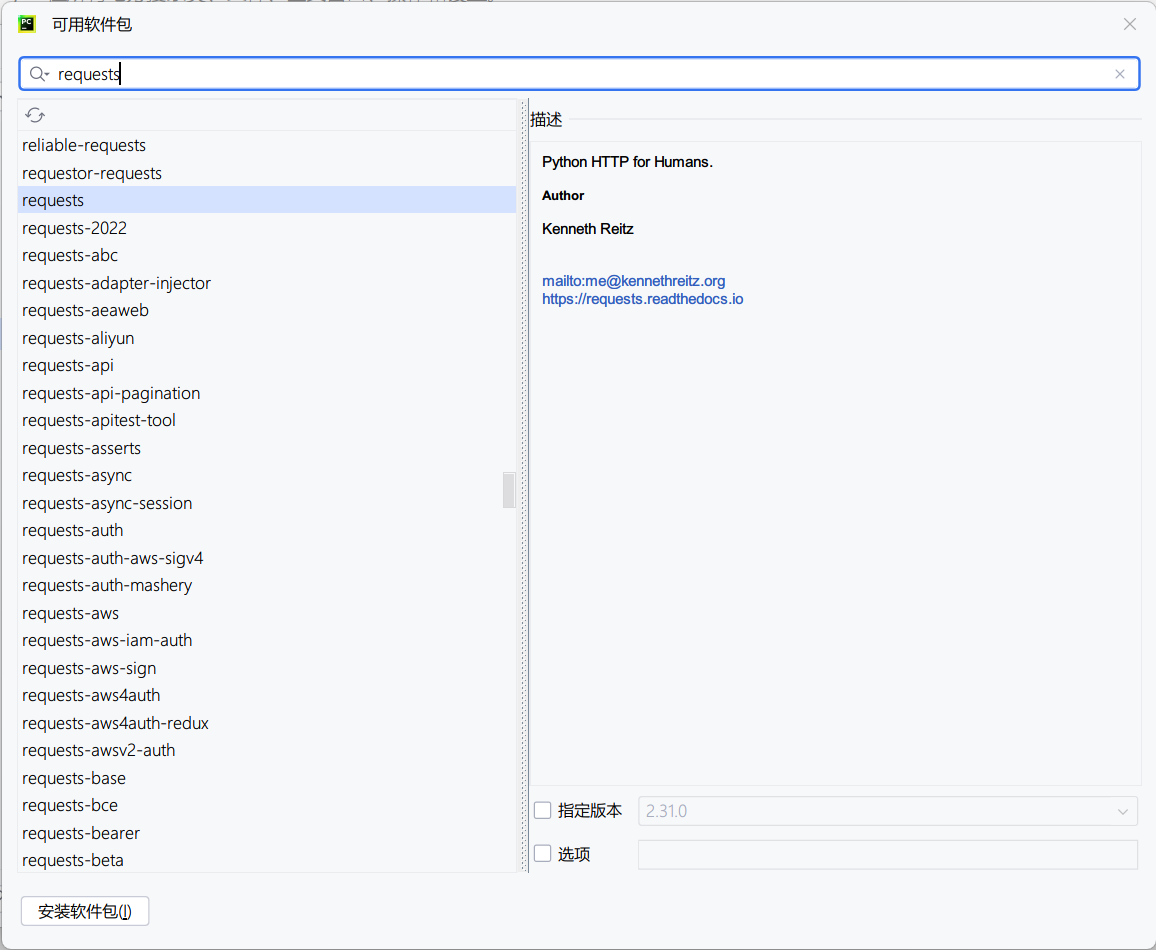 PC
可用软件包
requests
reliable-requests
requestor-requests
requests
requests-2022
requests-abc
requests-adapter-injector
requests-aeaweb
requests-aliyun
requests-api
requests-api-pagination
requests-apitest-tool
requests-asserts
requests-async
requests-async-session
requests-auth
requests-auth-aws-sigv4
requests-auth-mashery
requests-aws
requests-aws-iam-auth
requests-aws-sign
requests-aws4auth
requests-aws4auth-redux
requests-awsv2-auth
requests-base
requests-bce
requests-bearer
requests-beta
描述
Python HTTP for Humans.
Author
Kenneth Reitz
mailto:me@kennethreitz.org
https://requests.readthedocs.io
指定版本 2.31.0
选项
安装软件包(I)